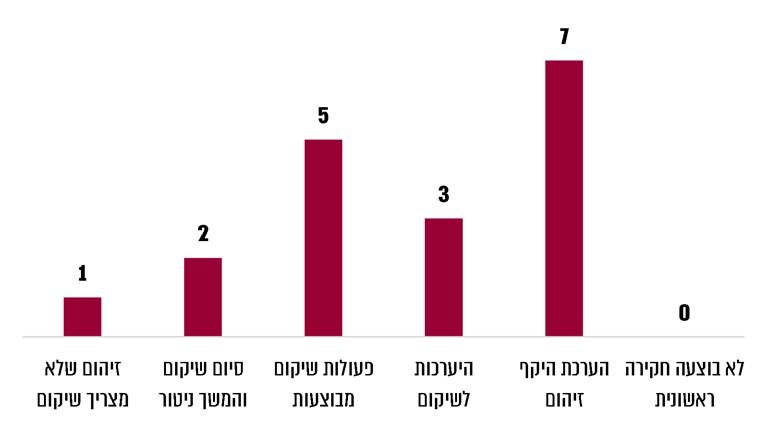 7
5
3
2
1
0
לא בוצעה חקירה
ראשונית
הערכת היקף
זיהום
היערכות
לשיקום
פעולות שיקום
מבוצעות
סיום שיקום
והמשך ניטור
זיהום שלא
מצריך שיקום